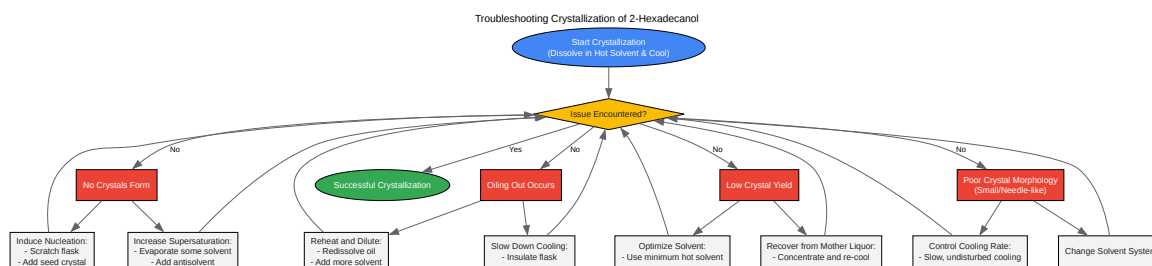 Troubleshooting Crystallization of 2-Hexadecanol
Start Crystallization
(Dissolve in Hot Solvent & Cool)
Issue Encountered?
No
Yes
No
No
No
No Crystals Form
Successful Crystallization
Oiling Out Occurs
Low Crystal Yield
Poor Crystal Morphology
(Small/Needle-like)
Induce Nucleation:
- Scratch flask
- Add seed crystal
Increase Supersaturation:
- Evaporate some solvent
- Add antisolvent
Reheat and Dilute:
- Redissolve oil
- Add more solvent
Slow Down Cooling:
- Insulate flask
Optimize Solvent:
- Use minimum hot solvent
Recover from Mother Liquor:
- Concentrate and re-cool
Control Cooling Rate:
- Slow, undisturbed cooling
Change Solvent System